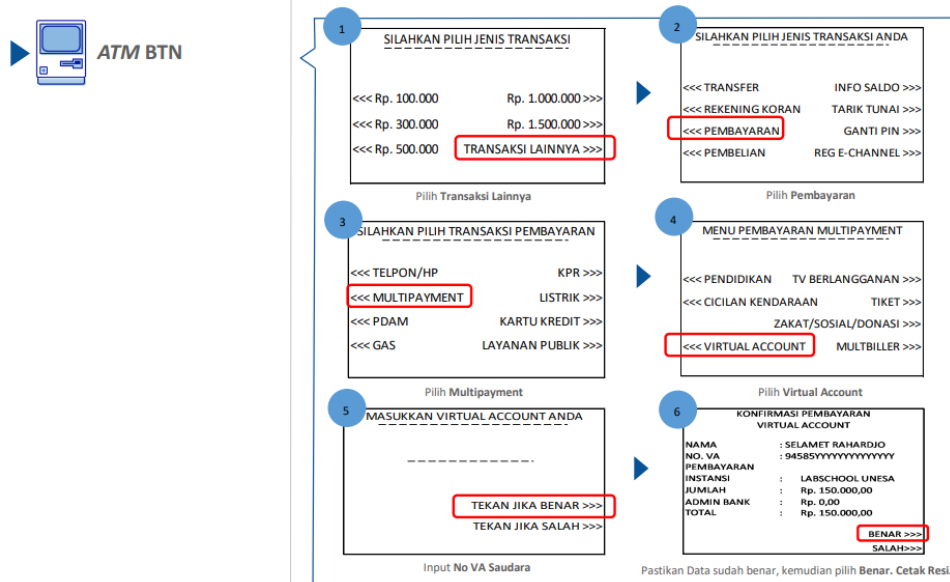 ATM BTN
1
SILAHKAN PILIH JENIS TRANSAKSI
<<< Rp. 100.000 Rp. 1.000.000 >>>
<<< Rp. 300.000 Rp. 1.500.000 >>>
<<< Rp. 500.000 TRANSAKSI LAINNYA >>>
Pilih Transaksi Lainnya
2
SILAHKAN PILIH JENIS TRANSAKSI ANDA
<<< TRANSFER INFO SALDO >>>
<<< REKENING KORAN TARIK TUNAI >>>
<<< PEMBAYARAN GANTI PIN >>>
<<< PEMBELIAN REG E-CHANNEL >>>
Pilih Pembayaran
3
SILAHKAN PILIH TRANSAKSI PEMBAYARAN
<<< TELPON/HP KPR >>>
<<< MULTIPAYMENT LISTRIK >>>
<<< PDAM KARTU KREDIT >>>
<<< GAS LAYANAN PUBLIK >>>
Pilih Multipayment
4
MENU PEMBAYARAN MULTIPAYMENT
<<< PENDIDIKAN TV BERLANGGANAN >>>
<<< CICILAN KENDARAAN TIKET >>>
ZAKAT/SOSIAL/DONASI >>>
<<< VIRTUAL ACCOUNT MULTBILLER >>>
Pilih Virtual Account
5
MASUKKAN VIRTUAL ACCOUNT ANDA
TEKAN JIKA BENAR >>>
TEKAN JIKA SALAH >>>
Input No VA Saudara
6
KONFIRMASI PEMBAYARAN
VIRTUAL ACCOUNT
NAMA : SELAMET RAHARDJO
NO. VA : 94585YYYYYYYYYYYYY
PEMBAYARAN
INSTANSI : LABSCHOOL UNESA
JUMLAH : Rp. 150.000,00
ADMIN BANK : Rp. 0,00
TOTAL : Rp. 150.000,00
BENAR >>>
SALAH>>>
Pastikan Data sudah benar, kemudian pilih Benar. Cetak Resi.